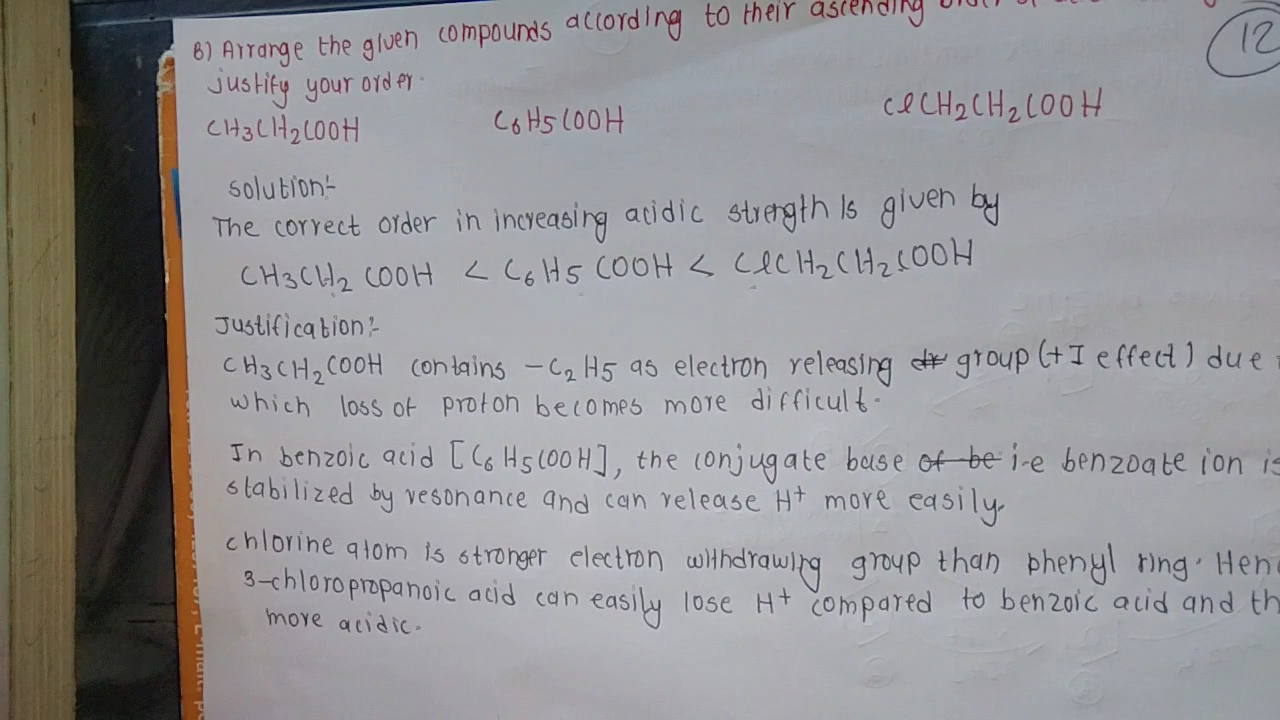 B) Arrange the given compounds according to their ascending
12
justify your order.
CH3CH2COOH C6H5COOH ClCH2CH2COOH
solution:-
The correct order in increasing acidic strength is given by
CH3CH2COOH < C6H5COOH < ClCH2CH2COOH
Justification:-
CH3CH2COOH contains -C2H5 as electron releasing group (+I effect) due
which loss of proton becomes more difficult.
In benzoic acid [C6H5COOH], the conjugate base of be i.e benzoate ion is
stabilized by resonance and can release H+ more easily.
chlorine atom is stronger electron withdrawing group than phenyl ring. Hen
3-chloropropanoic acid can easily lose H+ compared to benzoic acid and th
more acidic.